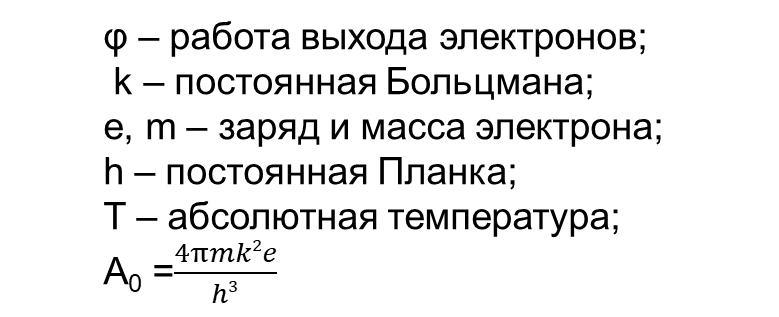 φ – работа выхода электронов;
k – постоянная Больцмана;
e, m – заряд и масса электрона;
h – постоянная Планка;
T – абсолютная температура;
A₀ = 4πmk²e / h³